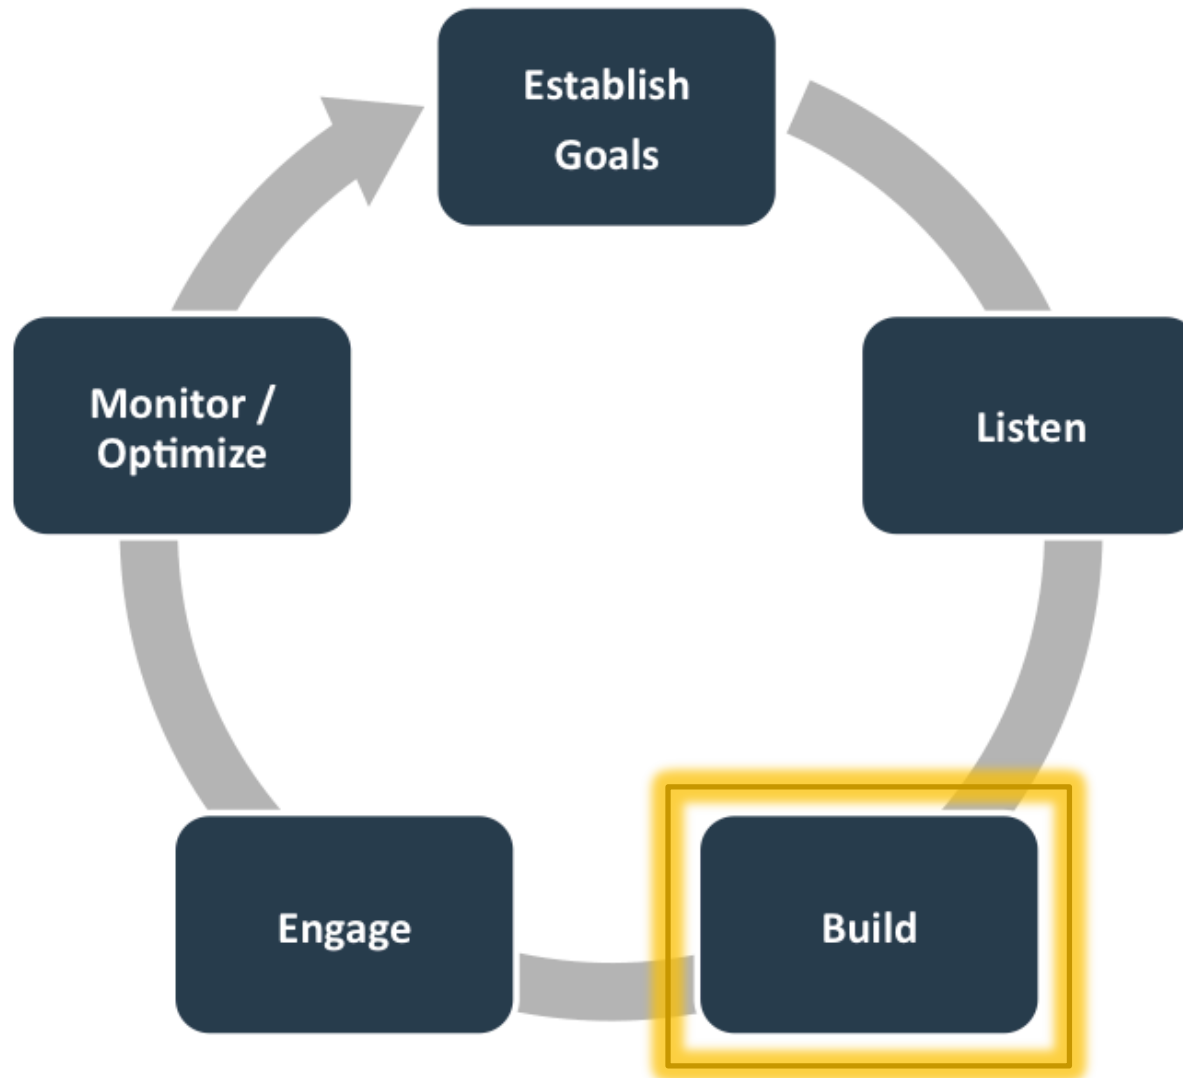 Establish
Goals
Listen
Build
Engage
Monitor /
Optimize